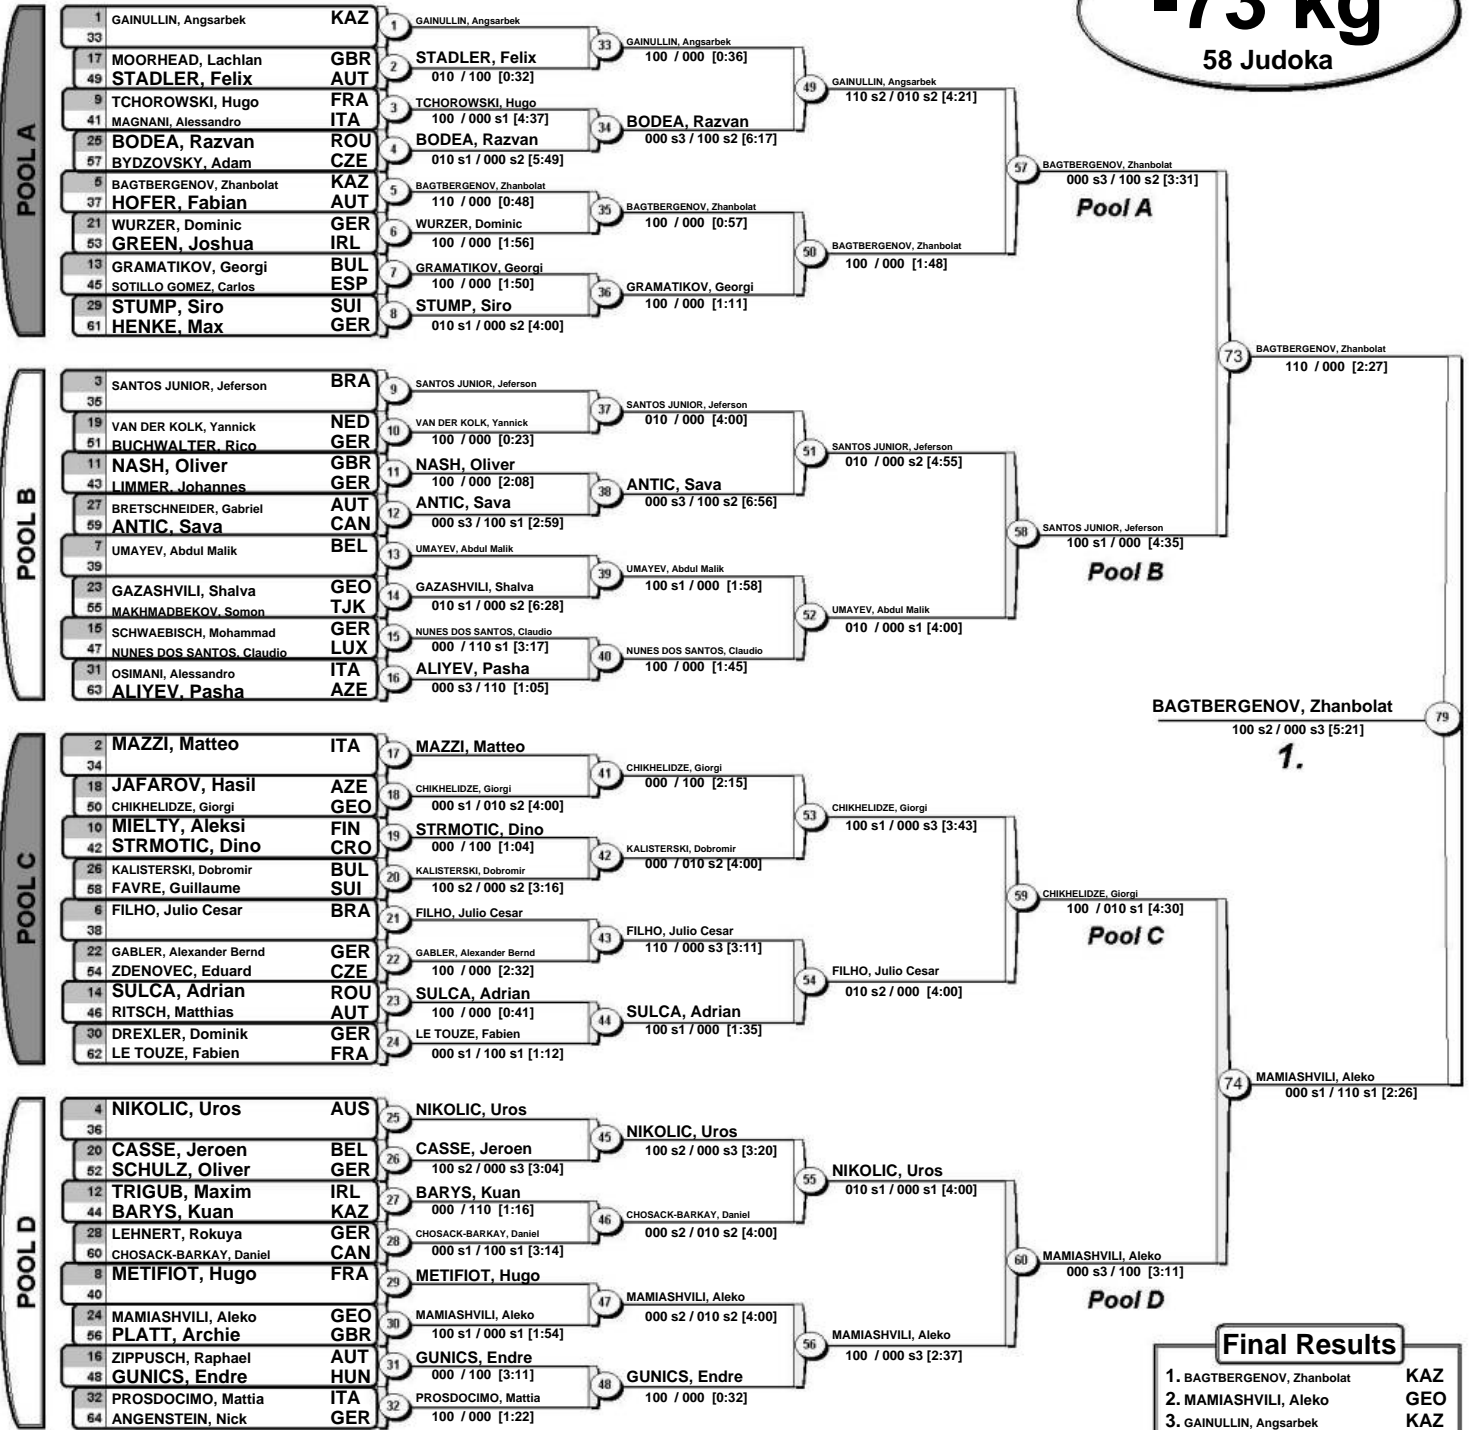 -73 kg
58 Judoka
POOL A
1 GAINULLIN, Angsarbek KAZ
33
17 MOORHEAD, Lachlan GBR
49 STADLER, Felix AUT
9 TCHOROWSKI, Hugo FRA
41 MAGNANI, Alessandro ITA
25 BODEA, Razvan ROU
57 BYDZOVSKY, Adam CZE
5 BAGTBERGENOV, Zhanbolat KAZ
37 HOFER, Fabian AUT
21 WURZER, Dominic GER
53 GREEN, Joshua IRL
13 GRAMATIKOV, Georgi BUL
45 SOTILLO GOMEZ, Carlos ESP
29 STUMP, Siro SUI
61 HENKE, Max GER
1 GAINULLIN, Angsarbek
2 STADLER, Felix
010 / 100 [0:32]
3 TCHOROWSKI, Hugo
100 / 000 s1 [4:37]
4 BODEA, Razvan
010 s1 / 000 s2 [5:49]
5 BAGTBERGENOV, Zhanbolat
110 / 000 [0:48]
6 WURZER, Dominic
100 / 000 [1:56]
7 GRAMATIKOV, Georgi
100 / 000 [1:50]
8 STUMP, Siro
010 s1 / 000 s2 [4:00]
33 GAINULLIN, Angsarbek
100 / 000 [0:36]
34 BODEA, Razvan
000 s3 / 100 s2 [6:17]
35 BAGTBERGENOV, Zhanbolat
100 / 000 [0:57]
36 GRAMATIKOV, Georgi
100 / 000 [1:11]
49 GAINULLIN, Angsarbek
110 s2 / 010 s2 [4:21]
50 BAGTBERGENOV, Zhanbolat
100 / 000 [1:48]
57 BAGTBERGENOV, Zhanbolat
000 s3 / 100 s2 [3:31]
Pool A
POOL B
3 SANTOS JUNIOR, Jeferson BRA
35
19 VAN DER KOLK, Yannick NED
51 BUCHWALTER, Rico GER
11 NASH, Oliver GBR
43 LIMMER, Johannes GER
27 BRETSCHNEIDER, Gabriel AUT
59 ANTIC, Sava CAN
7 UMAYEV, Abdul Malik BEL
39
23 GAZASHVILI, Shalva GEO
55 MAKHMADBEKOV, Somon TJK
15 SCHWAEBISCH, Mohammad GER
47 NUNES DOS SANTOS, Claudio LUX
31 OSIMANI, Alessandro ITA
63 ALIYEV, Pasha AZE
9 SANTOS JUNIOR, Jeferson
10 VAN DER KOLK, Yannick
100 / 000 [0:23]
11 NASH, Oliver
100 / 000 [2:08]
12 ANTIC, Sava
000 s3 / 100 s1 [2:59]
13 UMAYEV, Abdul Malik
14 GAZASHVILI, Shalva
010 s1 / 000 s2 [6:28]
15 NUNES DOS SANTOS, Claudio
000 / 110 s1 [3:17]
16 ALIYEV, Pasha
000 s3 / 110 [1:05]
37 SANTOS JUNIOR, Jeferson
010 / 000 [4:00]
38 ANTIC, Sava
000 s3 / 100 s2 [6:56]
39 UMAYEV, Abdul Malik
100 s1 / 000 [1:58]
40 NUNES DOS SANTOS, Claudio
100 / 000 [1:45]
51 SANTOS JUNIOR, Jeferson
010 / 000 s2 [4:55]
52 UMAYEV, Abdul Malik
010 / 000 s1 [4:00]
58 SANTOS JUNIOR, Jeferson
100 s1 / 000 [4:35]
Pool B
73 BAGTBERGENOV, Zhanbolat
110 / 000 [2:27]
BAGTBERGENOV, Zhanbolat 79
100 s2 / 000 s3 [5:21]
1.
POOL C
2 MAZZI, Matteo ITA
34
18 JAFAROV, Hasil AZE
50 CHIKHELIDZE, Giorgi GEO
10 MIELTY, Aleksi FIN
42 STRMOTIC, Dino CRO
26 KALISTERSKI, Dobromir BUL
58 FAVRE, Guillaume SUI
6 FILHO, Julio Cesar BRA
38
22 GABLER, Alexander Bernd GER
54 ZDENOVEC, Eduard CZE
14 SULCA, Adrian ROU
46 RITSCH, Matthias AUT
30 DREXLER, Dominik GER
62 LE TOUZE, Fabien FRA
17 MAZZI, Matteo
18 CHIKHELIDZE, Giorgi
000 s1 / 010 s2 [4:00]
19 STRMOTIC, Dino
000 / 100 [1:04]
20 KALISTERSKI, Dobromir
100 s2 / 000 s2 [3:16]
21 FILHO, Julio Cesar
22 GABLER, Alexander Bernd
100 / 000 [2:32]
23 SULCA, Adrian
100 / 000 [0:41]
24 LE TOUZE, Fabien
000 s1 / 100 s1 [1:12]
41 CHIKHELIDZE, Giorgi
000 / 100 [2:15]
42 KALISTERSKI, Dobromir
000 / 010 s2 [4:00]
43 FILHO, Julio Cesar
110 / 000 s3 [3:11]
44 SULCA, Adrian
100 s1 / 000 [1:35]
53 CHIKHELIDZE, Giorgi
100 s1 / 000 s3 [3:43]
54 FILHO, Julio Cesar
010 s2 / 000 [4:00]
59 CHIKHELIDZE, Giorgi
100 / 010 s1 [4:30]
Pool C
74 MAMIASHVILI, Aleko
000 s1 / 110 s1 [2:26]
POOL D
4 NIKOLIC, Uros AUS
36
20 CASSE, Jeroen BEL
52 SCHULZ, Oliver GER
12 TRIGUB, Maxim IRL
44 BARYS, Kuan KAZ
28 LEHNERT, Rokuya GER
60 CHOSACK-BARKAY, Daniel CAN
8 METIFIOT, Hugo FRA
40
24 MAMIASHVILI, Aleko GEO
56 PLATT, Archie GBR
16 ZIPPUSCH, Raphael AUT
48 GUNICS, Endre HUN
32 PROSDOCIMO, Mattia ITA
64 ANGENSTEIN, Nick GER
25 NIKOLIC, Uros
26 CASSE, Jeroen
100 s2 / 000 s3 [3:04]
27 BARYS, Kuan
000 / 110 [1:16]
28 CHOSACK-BARKAY, Daniel
000 s1 / 100 s1 [3:14]
29 METIFIOT, Hugo
30 MAMIASHVILI, Aleko
100 s1 / 000 s1 [1:54]
31 GUNICS, Endre
000 / 100 [3:11]
32 PROSDOCIMO, Mattia
100 / 000 [1:22]
45 NIKOLIC, Uros
100 s2 / 000 s3 [3:20]
46 CHOSACK-BARKAY, Daniel
000 s2 / 010 s2 [4:00]
47 MAMIASHVILI, Aleko
000 s2 / 010 s2 [4:00]
48 GUNICS, Endre
100 / 000 [0:32]
55 NIKOLIC, Uros
010 s1 / 000 s1 [4:00]
56 MAMIASHVILI, Aleko
100 / 000 s3 [2:37]
60 MAMIASHVILI, Aleko
000 s3 / 100 [3:11]
Pool D
Final Results
1. BAGTBERGENOV, Zhanbolat KAZ
2. MAMIASHVILI, Aleko GEO
3. GAINULLIN, Angsarbek KAZ